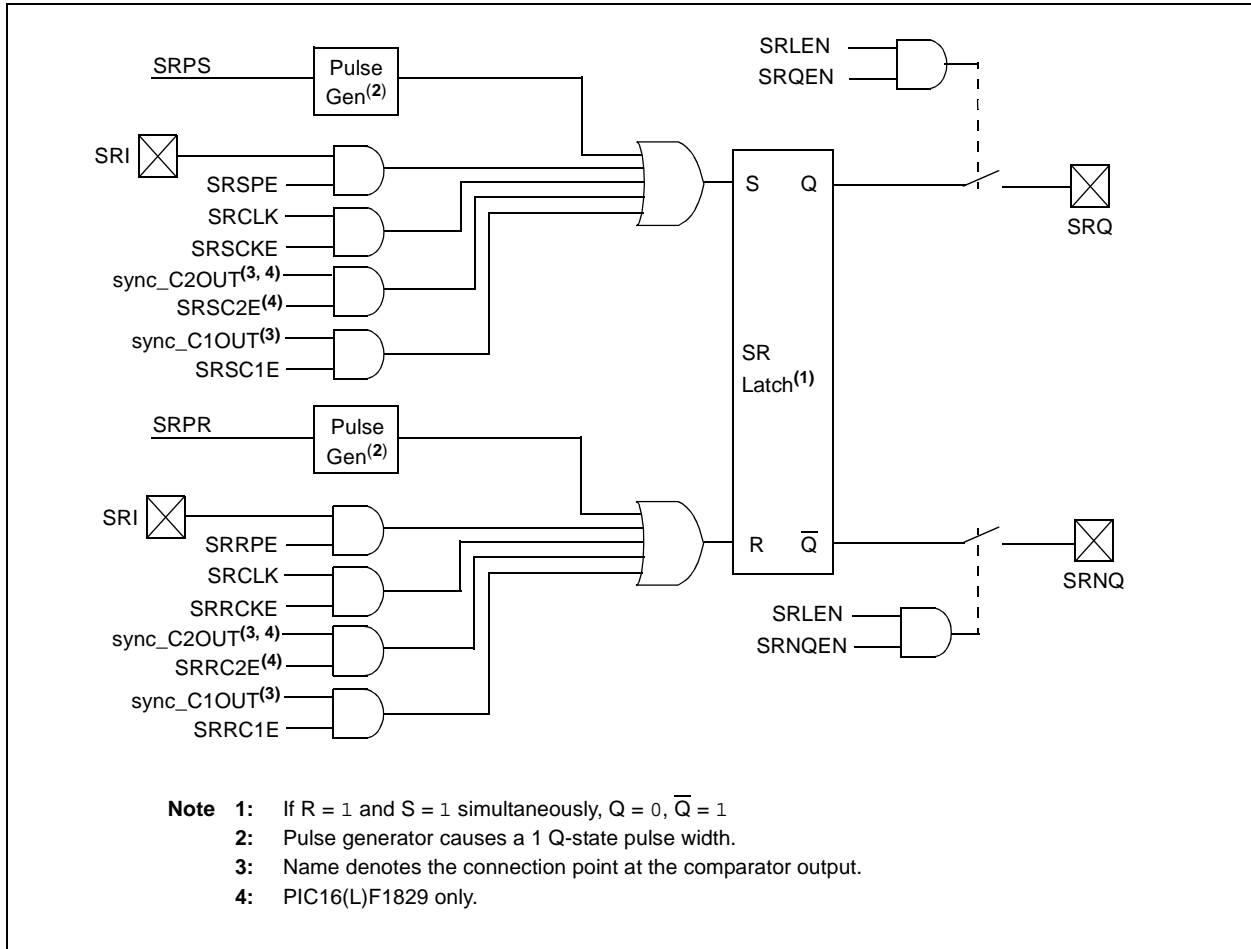 SRLEN
SRQEN
SRPS
Pulse
Gen(2)
SRI
SRSPE
SRCLK
SRSCKE
sync_C2OUT(3, 4)
SRSC2E(4)
sync_C1OUT(3)
SRSC1E
S Q
SRQ
SR
Latch(1)
SRPR
Pulse
Gen(2)
SRI
SRRPE
SRCLK
SRRCKE
sync_C2OUT(3, 4)
SRRC2E(4)
sync_C1OUT(3)
SRRC1E
R Q̅
SRNQ
SRLEN
SRNQEN
Note 1: If R = 1 and S = 1 simultaneously, Q = 0, Q̅ = 1
2: Pulse generator causes a 1 Q-state pulse width.
3: Name denotes the connection point at the comparator output.
4: PIC16(L)F1829 only.